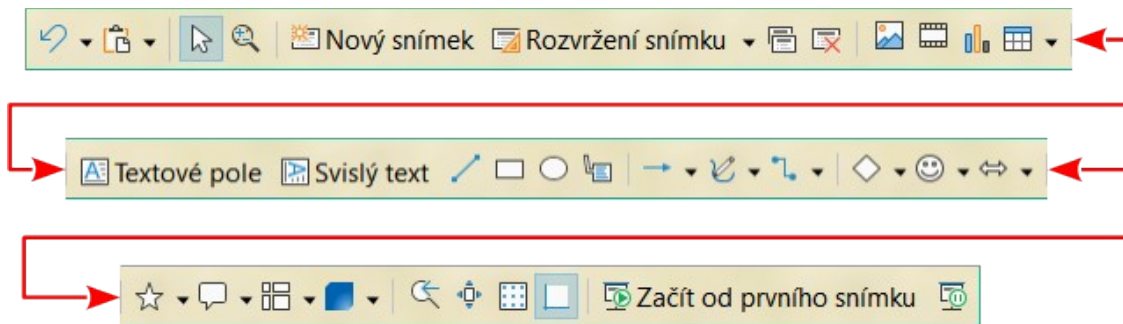 Nový snímek Rozvržení snímku
Textové pole Svislý text
Začít od prvního snímku